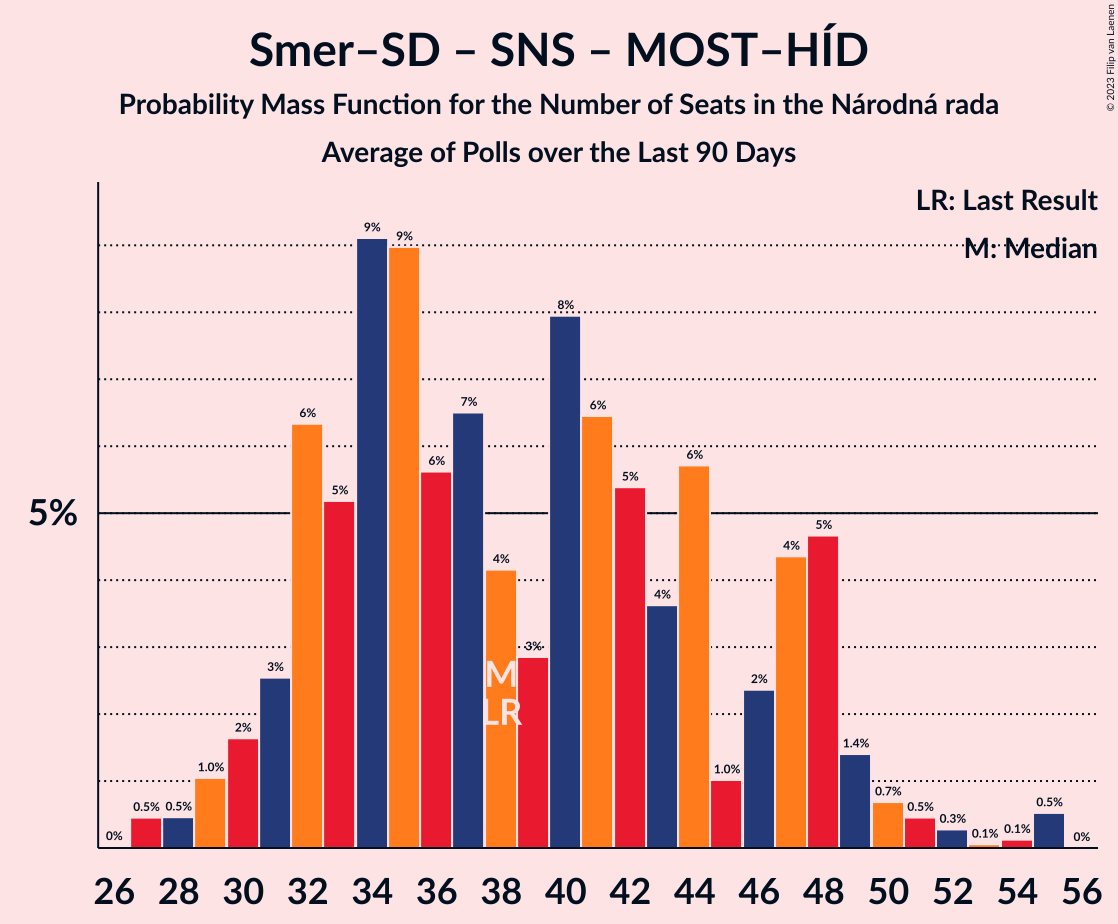 Smer–SD – SNS – MOST–HÍD
Probability Mass Function for the Number of Seats in the Národná rada
Average of Polls over the Last 90 Days
© 2023 Filip van Laenen
LR: Last Result
M: Median
5%
0% 0.5% 0.5% 1.0% 2% 3% 6% 5% 9% 9% 6% 7% 4% 3% 8% 6% 5% 4% 6% 1.0% 2% 4% 5% 1.4% 0.7% 0.5% 0.3% 0.1% 0.1% 0.5% 0%
M
LR
26 28 30 32 34 36 38 40 42 44 46 48 50 52 54 56